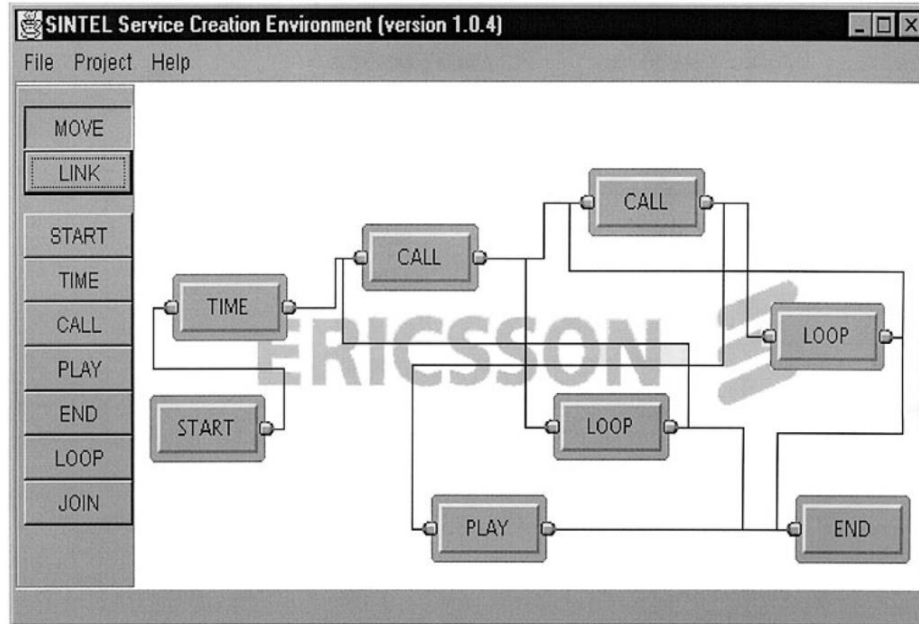 SINTEL Service Creation Environment (version 1.0.4)
File Project Help
MOVE
LINK
START
TIME
CALL
PLAY
END
LOOP
JOIN
CALL
CALL
TIME
LOOP
ERICSSON
START
LOOP
PLAY
END